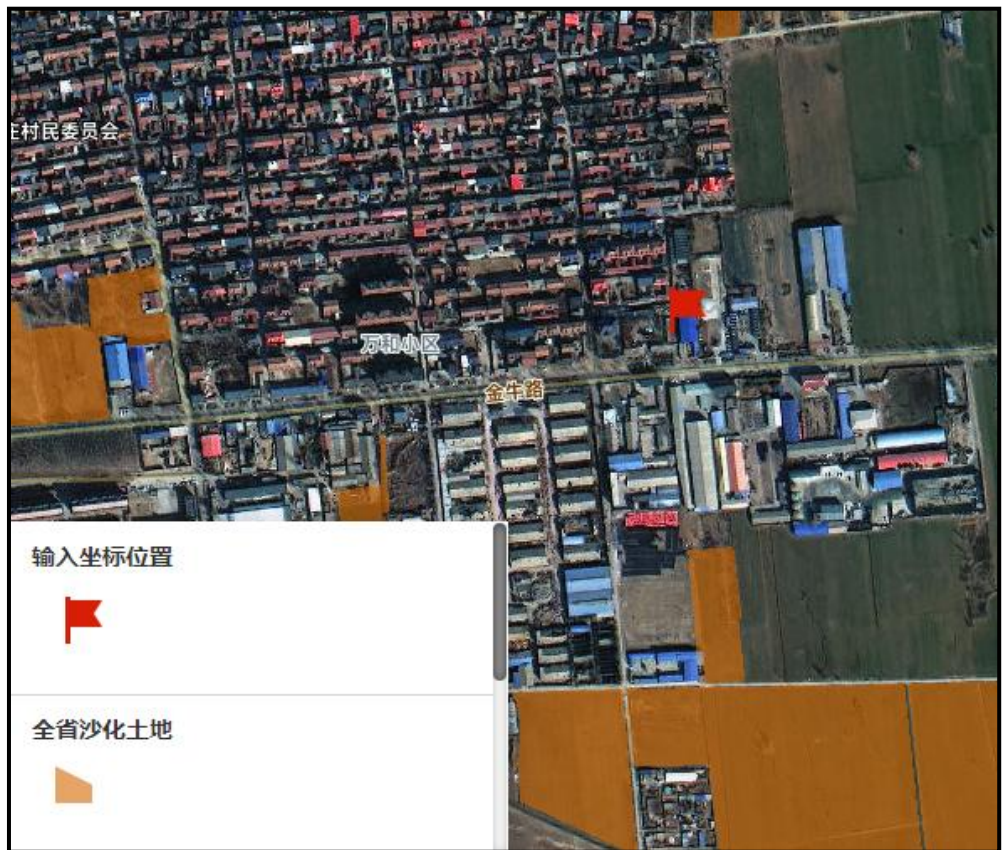 庄村民委员会
万和小区
金牛路
输入坐标位置
全省沙化土地